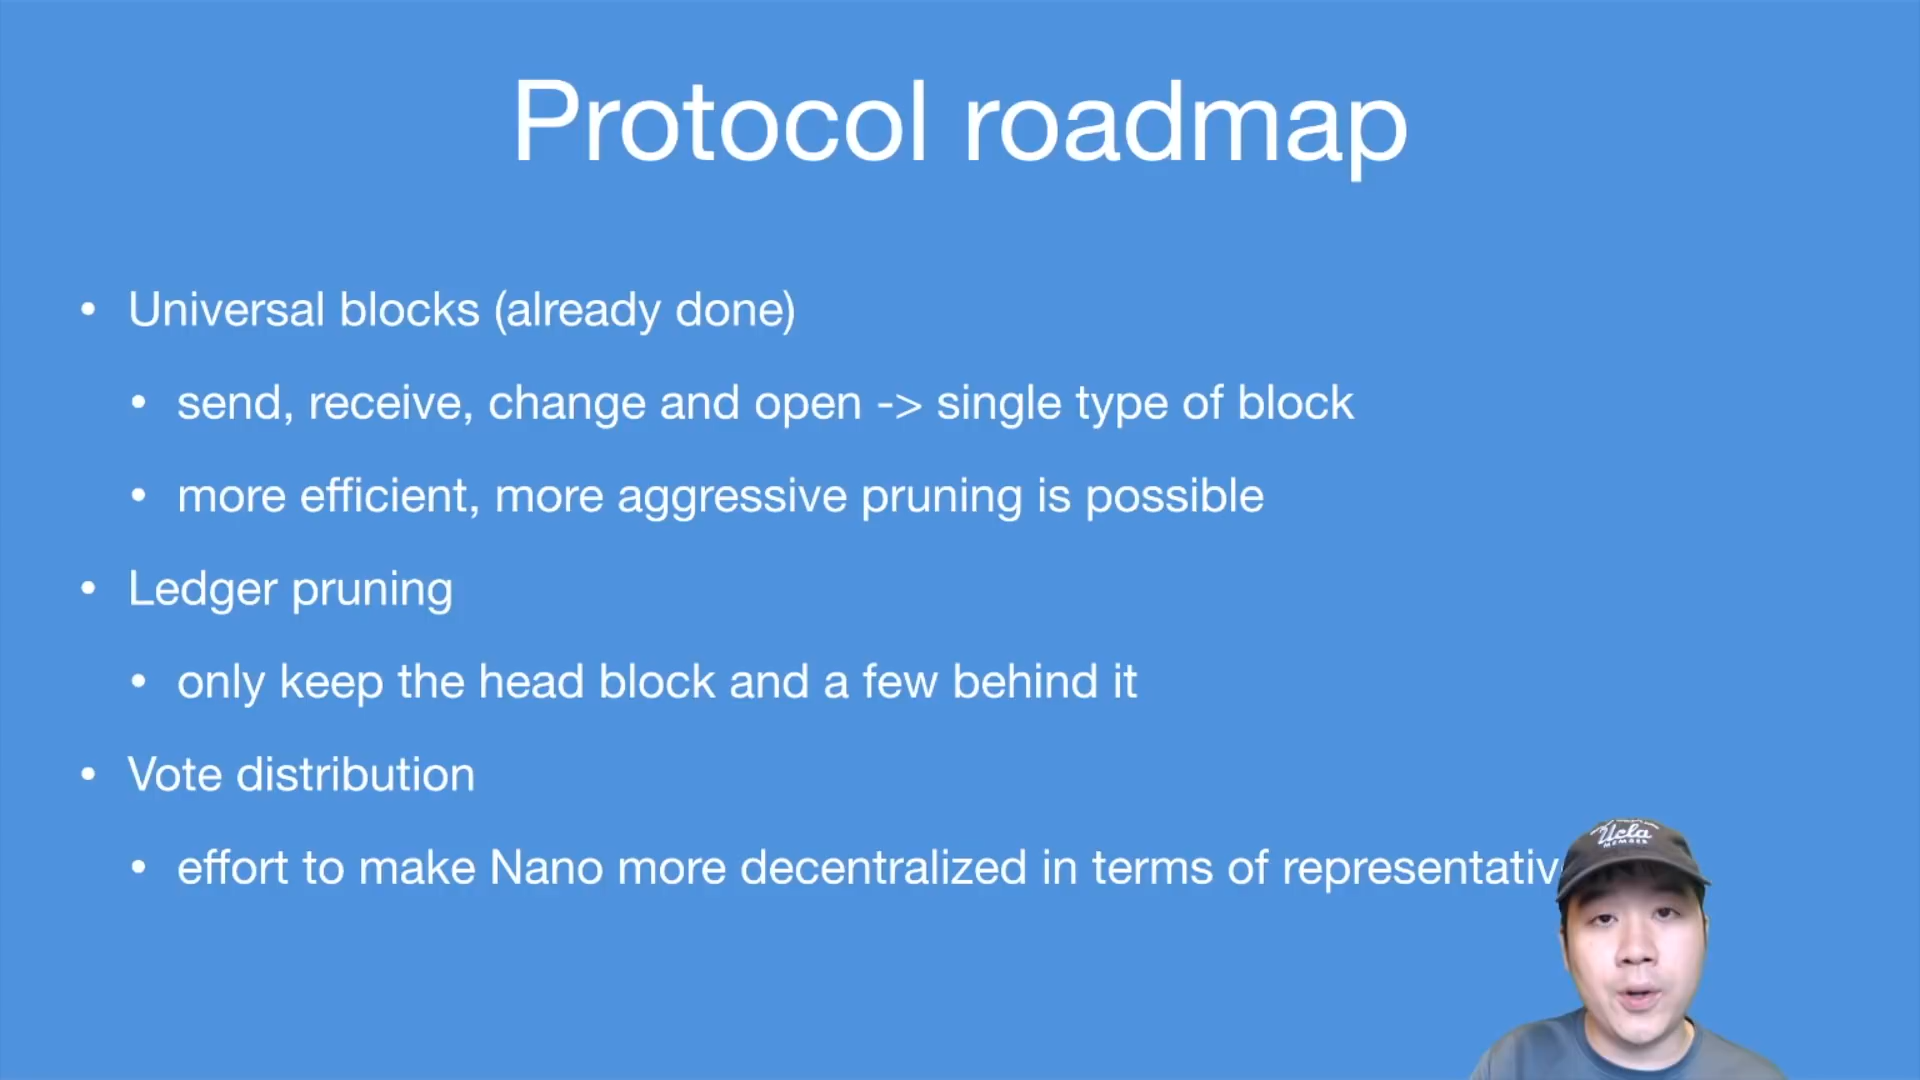 Protocol roadmap
• Universal blocks (already done)
• send, receive, change and open -> single type of block
• more efficient, more aggressive pruning is possible
• Ledger pruning
• only keep the head block and a few behind it
• Vote distribution
• effort to make Nano more decentralized in terms of
Ucla
MEMBER